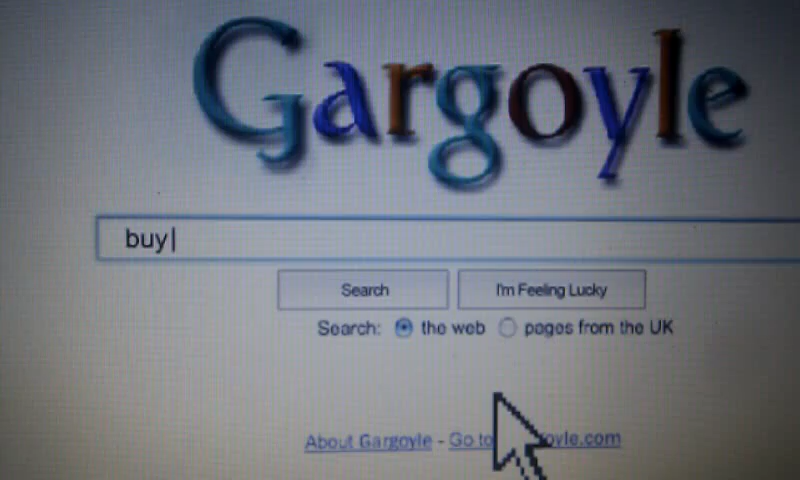 Gargoyle
buy
Search I'm Feeling Lucky
Search: the web pages from the UK
About Gargoyle - Go to oyle.com